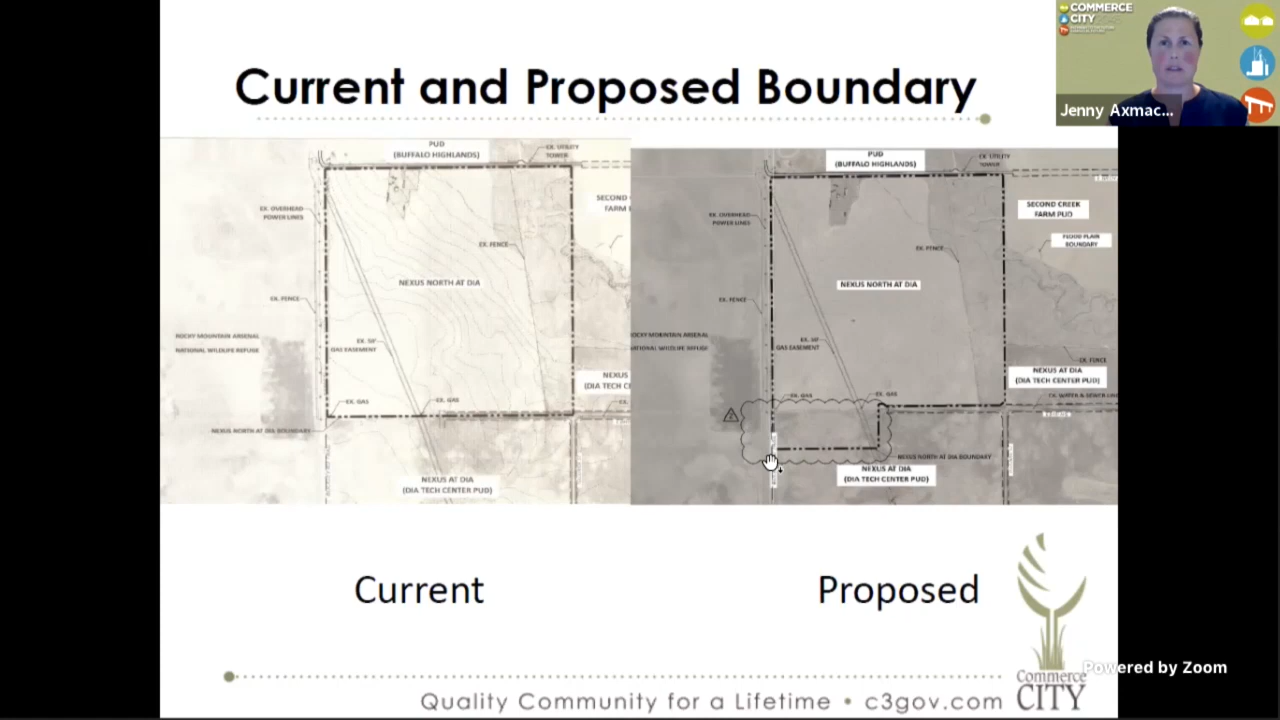 Current and Proposed Boundary
COMMERCE
CITY
Jenny Axmac...
PUD
(BUFFALO HIGHLANDS)
EX. UTILITY
TOWER
SECOND
FARM
EX. OVERHEAD
POWER LINES
EX. FENCE
NEXUS NORTH AT DIA
EX. FENCE
ROCKY MOUNTAIN ARSENAL
NATIONAL WILDLIFE REFUGE
EX. 50'
GAS EASEMENT
NEXUS
(DIA TECH C
EX. GAS
EX. GAS
EX.
NEXUS NORTH AT DIA BOUNDARY
NEXUS AT DIA
(DIA TECH CENTER PUD)
PUD
(BUFFALO HIGHLANDS)
EX. UTILITY
TOWER
SECOND CREEK
FARM PUD
EX. OVERHEAD
POWER LINES
FLOOD PLAIN
BOUNDARY
EX. FENCE
NEXUS NORTH AT DIA
EX. FENCE
ROCKY MOUNTAIN ARSENAL
NATIONAL WILDLIFE REFUGE
EX. 50'
GAS EASEMENT
EX. FENCE
NEXUS AT DIA
(DIA TECH CENTER PUD)
EX. GAS
EX. GAS
EX. WATER & SEWER LINE
NEXUS NORTH AT DIA BOUNDARY
NEXUS AT DIA
(DIA TECH CENTER PUD)
Current
Proposed
Powered by Zoom
Commerce
CITY
Quality Community for a Lifetime • c3gov.com